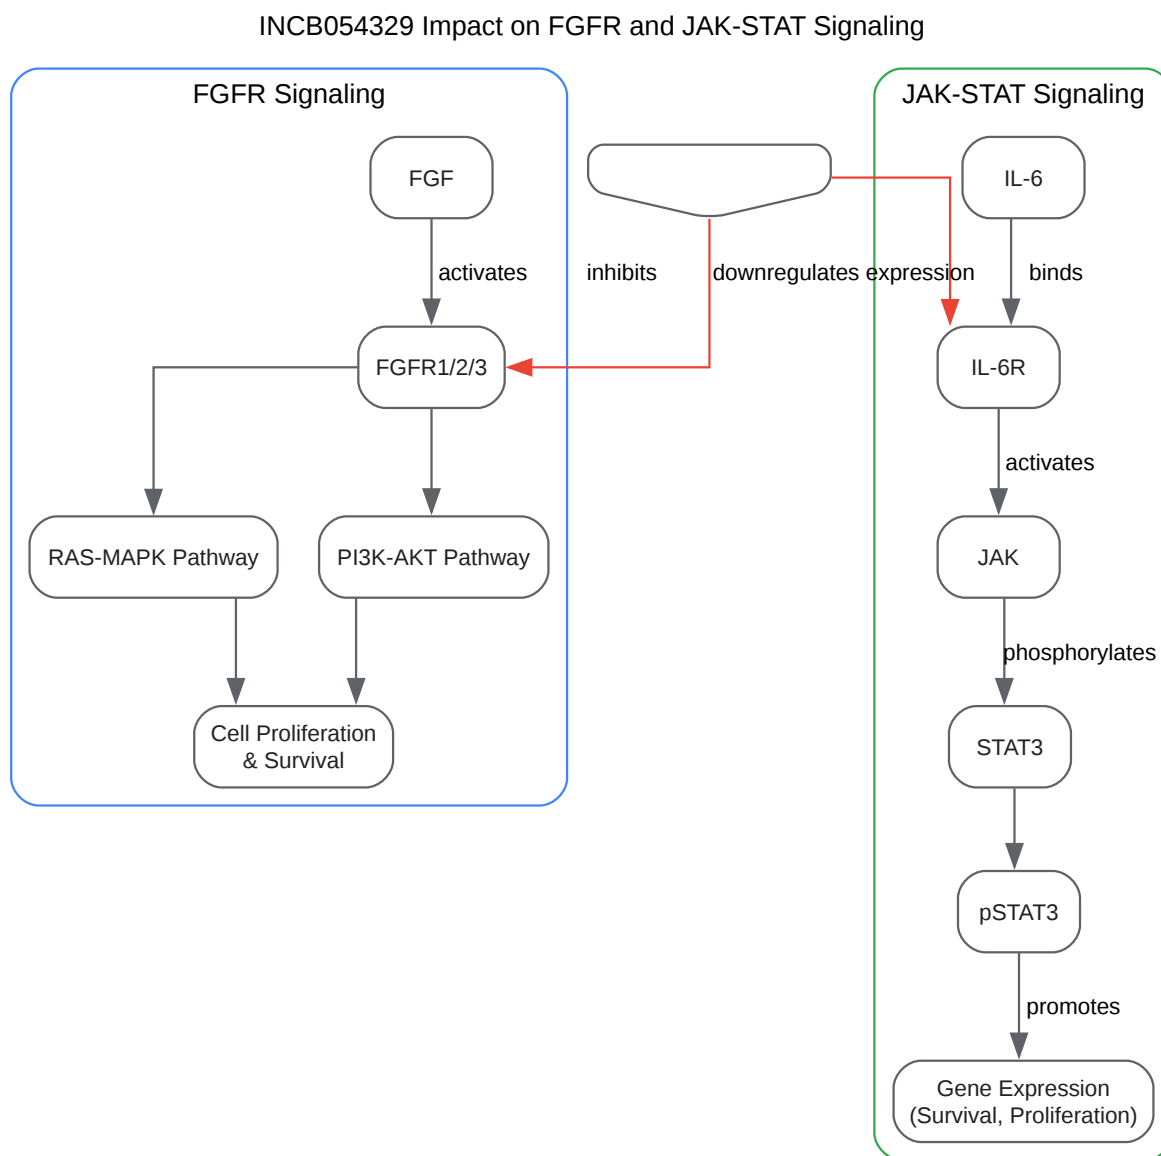 INCB054329 Impact on FGFR and JAK-STAT Signaling
FGFR Signaling
FGF
activates
FGFR1/2/3
RAS-MAPK Pathway
PI3K-AKT Pathway
Cell Proliferation
& Survival
inhibits
downregulates expression
JAK-STAT Signaling
IL-6
binds
IL-6R
activates
JAK
phosphorylates
STAT3
pSTAT3
promotes
Gene Expression
(Survival, Proliferation)